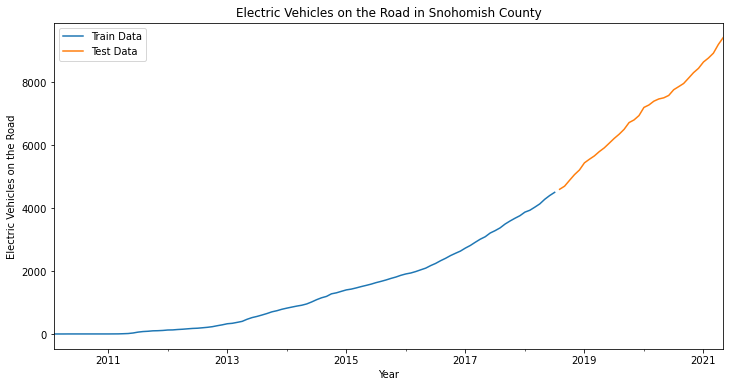 Electric Vehicles on the Road in Snohomish County
Train Data
Test Data
Electric Vehicles on the Road
8000
6000
4000
2000
0
2011
2013
2015
2017
2019
2021
Year